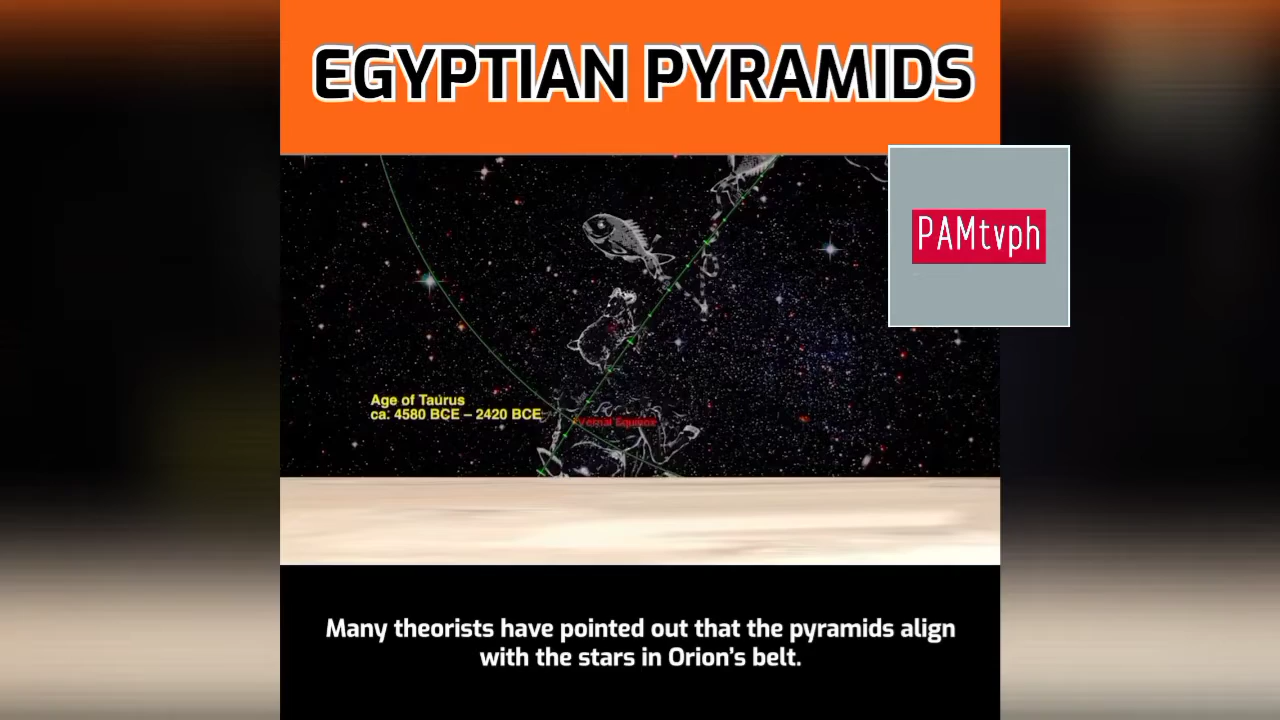 EGYPTIAN PYRAMIDS
PAMtvph
Age of Taurus
ca. 4580 BCE – 2420 BCE
Vernal Equinox
Many theorists have pointed out that the pyramids align
with the stars in Orion's belt.